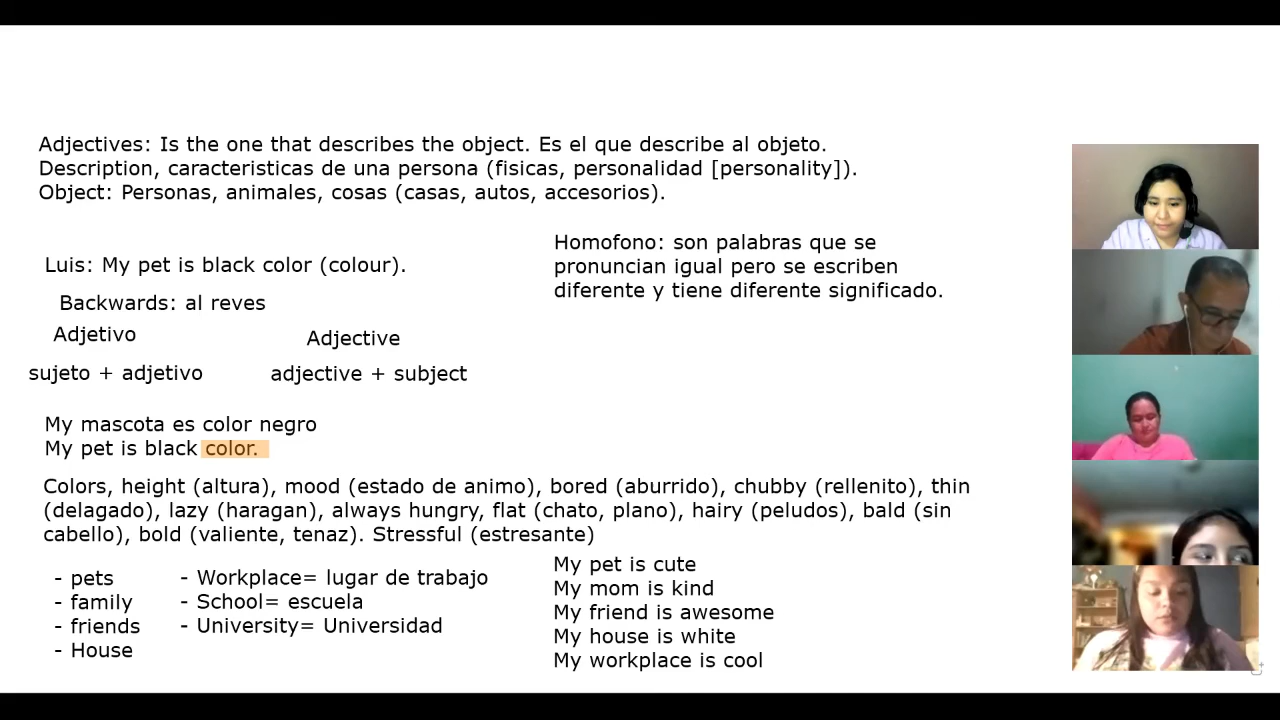 Adjectives: Is the one that describes the object. Es el que describe al objeto.
Description, caracteristicas de una persona (fisicas, personalidad [personality]).
Object: Personas, animales, cosas (casas, autos, accesorios).
Homofono: son palabras que se
pronuncian igual pero se escriben
diferente y tiene diferente significado.
Luis: My pet is black color (colour).
Backwards: al reves
Adjetivo
Adjective
sujeto + adjetivo
adjective + subject
My mascota es color negro
My pet is black color.
Colors, height (altura), mood (estado de animo), bored (aburrido), chubby (rellenito), thin
(delagado), lazy (haragan), always hungry, flat (chato, plano), hairy (peludos), bald (sin
cabello), bold (valiente, tenaz). Stressful (estresante)
- pets
- family
- friends
- House
- Workplace= lugar de trabajo
- School= escuela
- University= Universidad
My pet is cute
My mom is kind
My friend is awesome
My house is white
My workplace is cool